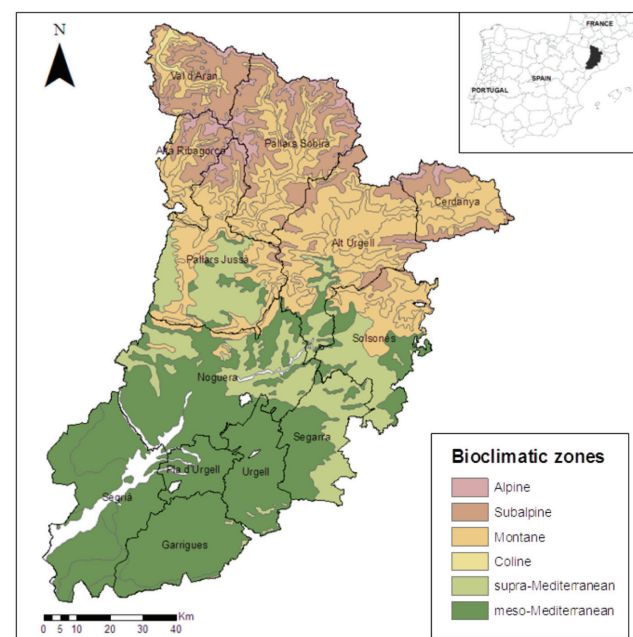 N
FRANCE
PORTUGAL
SPAIN
Val d'Aran
Alta Ribagorça
Pallars Sobirà
Cerdanya
Alt Urgell
Pallars Jussà
Solsonès
Noguera
Segarra
Pla d'Urgell
Urgell
Segrià
Garrigues
Bioclimatic zones
Alpine
Subalpine
Montane
Coline
supra-Mediterranean
meso-Mediterranean
Km
0 5 10 20 30 40